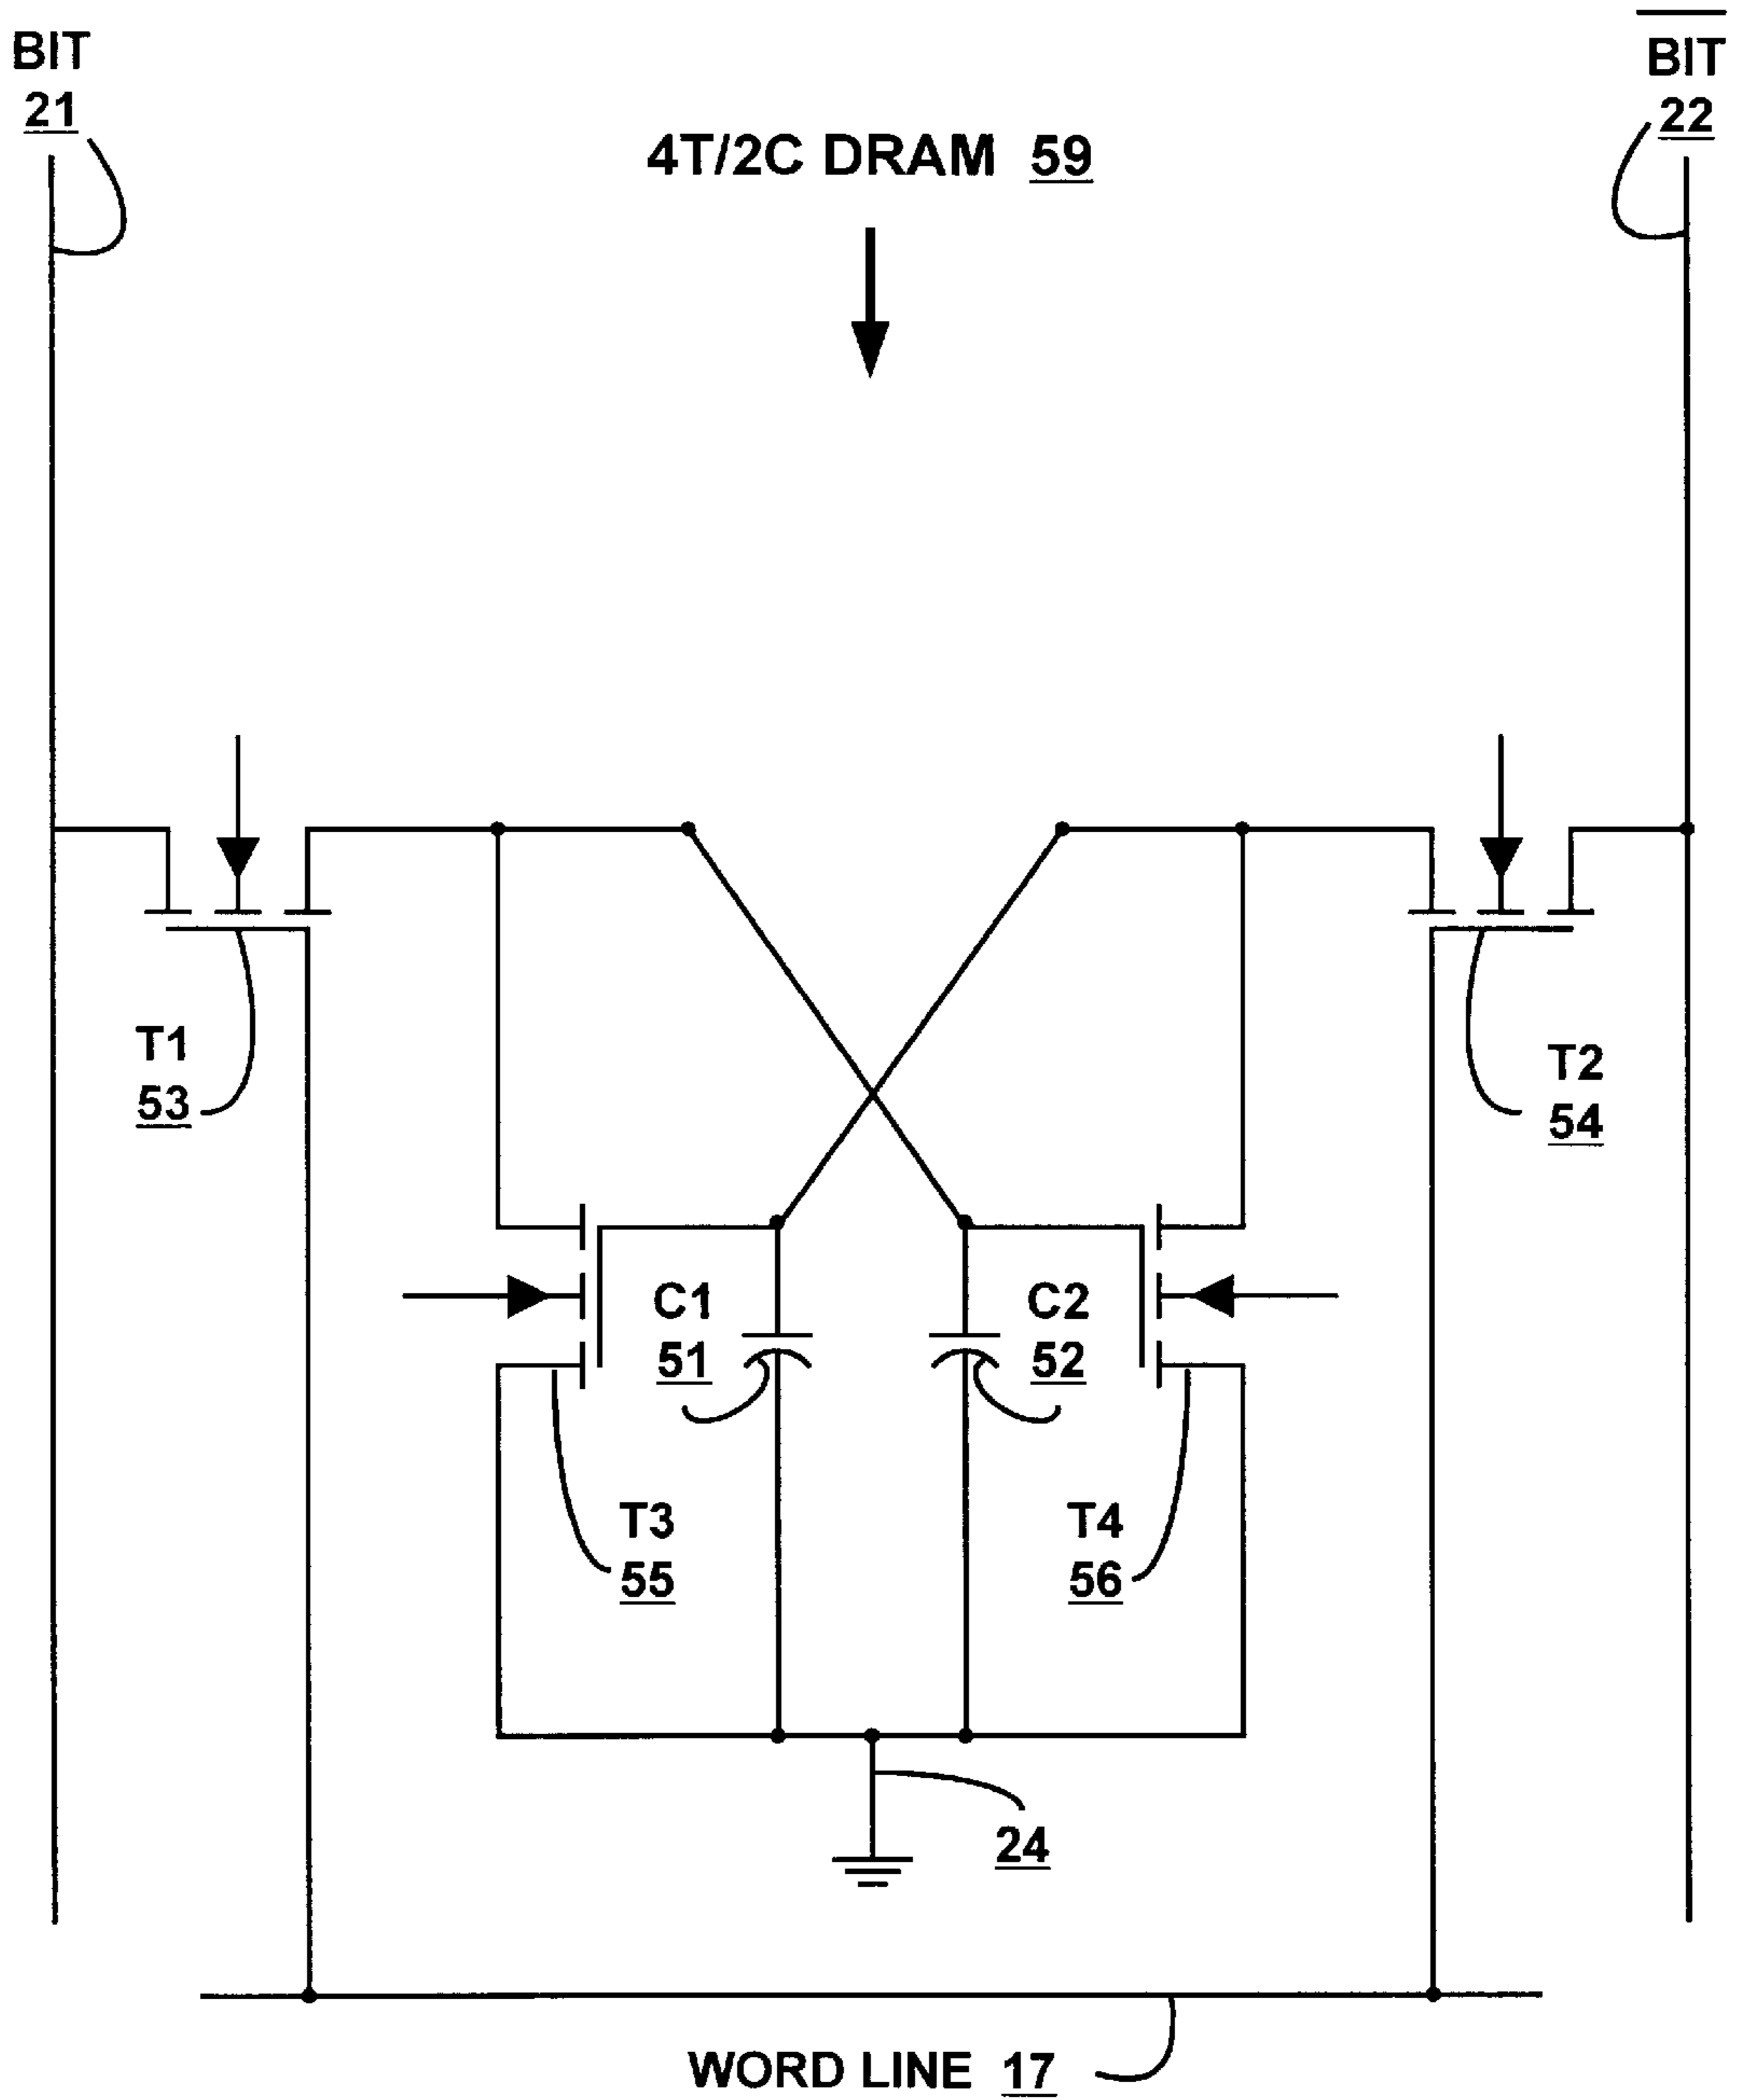 BIT
21
BIT
22
4T/2C DRAM 59
T1
53
T2
54
C1
51
C2
52
T3
55
T4
56
24
WORD LINE 17